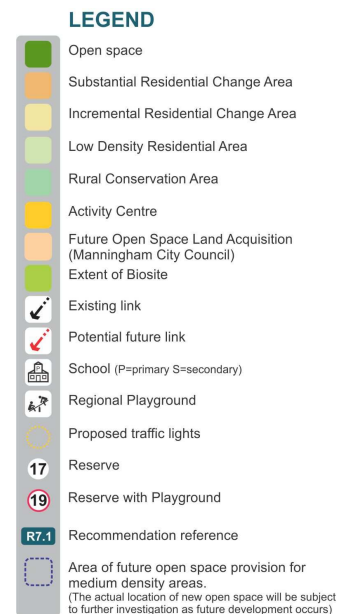 LEGEND
Open space
Substantial Residential Change Area
Incremental Residential Change Area
Low Density Residential Area
Rural Conservation Area
Activity Centre
Future Open Space Land Acquisition
(Manningham City Council)
Extent of Biosite
Existing link
Potential future link
School (P=primary S=secondary)
Regional Playground
Proposed traffic lights
17 Reserve
19 Reserve with Playground
R7.1 Recommendation reference
Area of future open space provision for
medium density areas.
(The actual location of new open space will be subject
to further investigation as future development occurs)